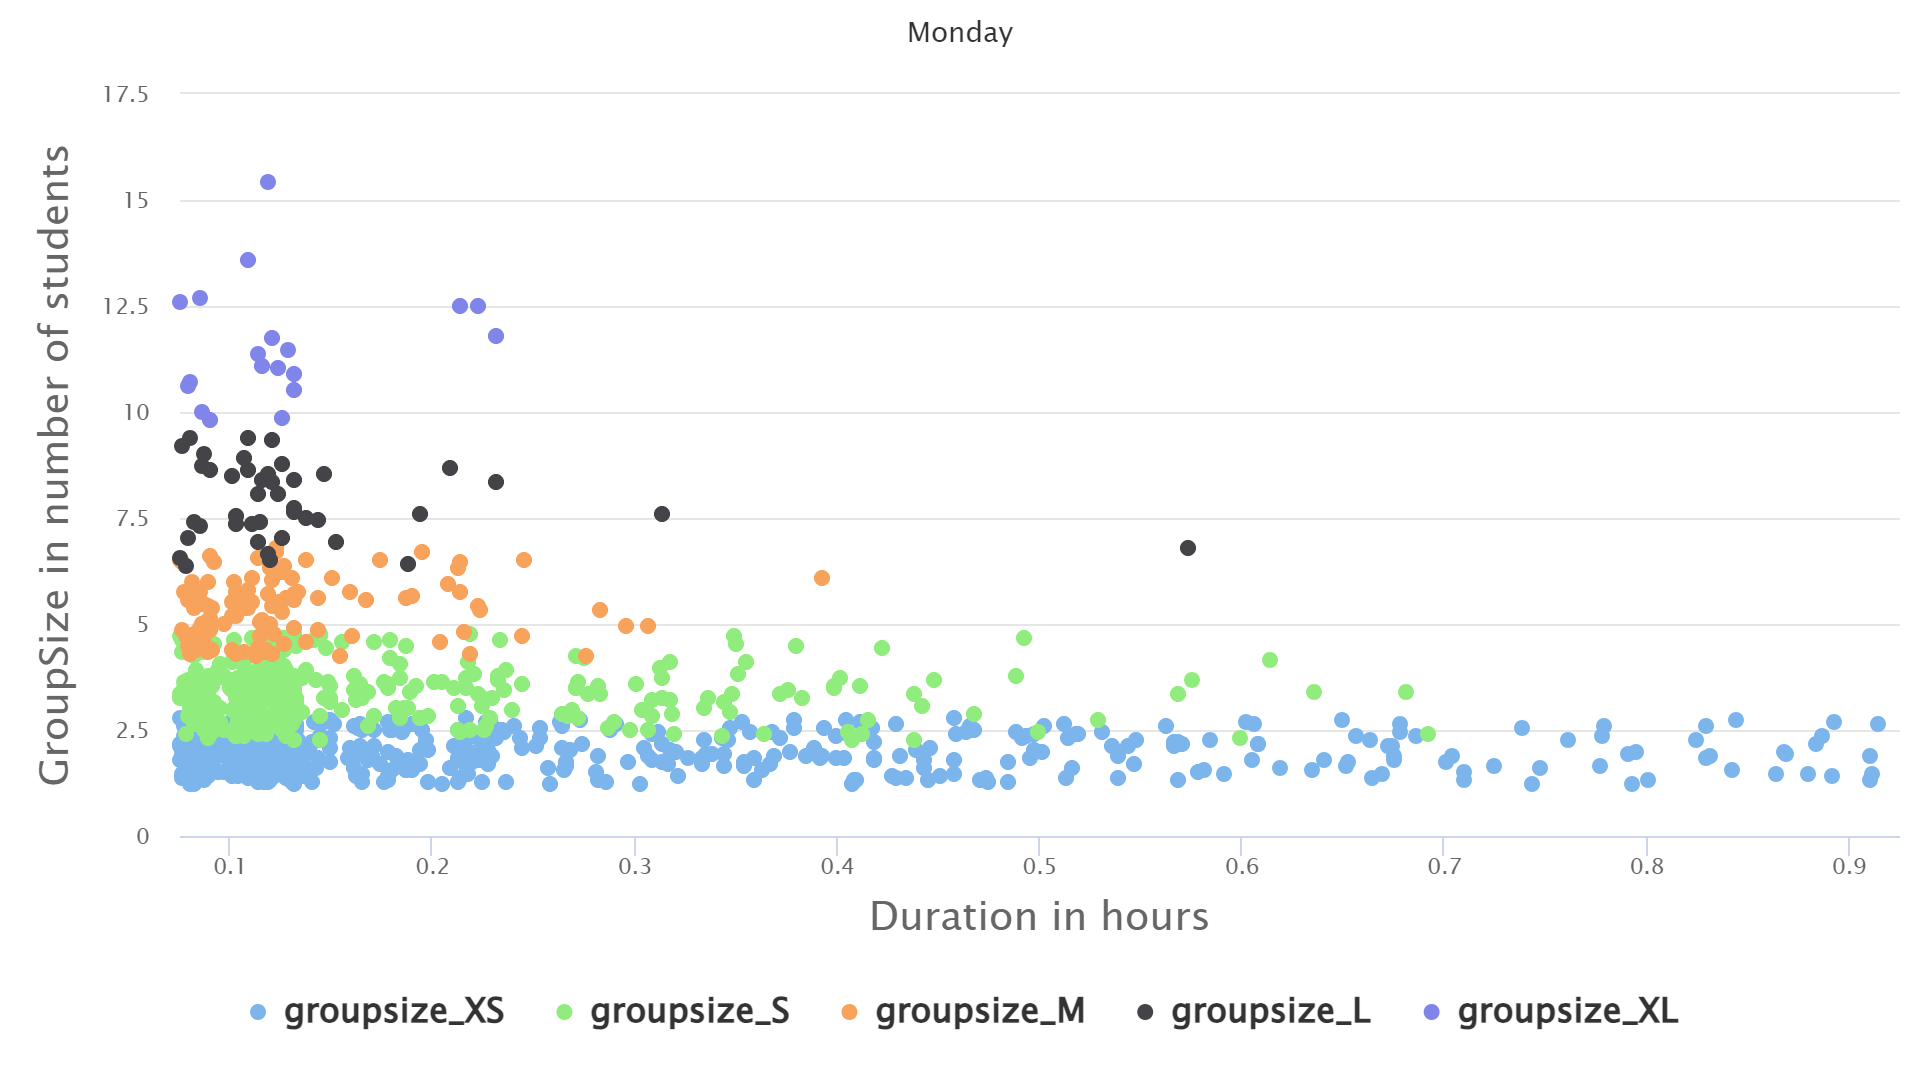 Monday
GroupSize in number of students
17.5
15
12.5
10
7.5
5
2.5
0
0.1 0.2 0.3 0.4 0.5 0.6 0.7 0.8 0.9
Duration in hours
groupsize_XS groupsize_S groupsize_M groupsize_L groupsize_XL